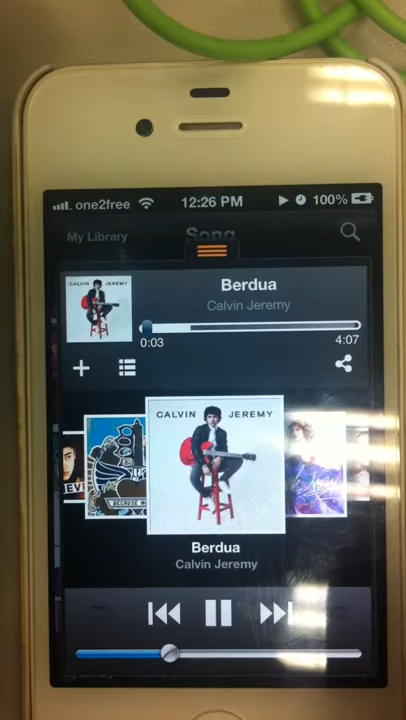 one2free 12:26 PM 100%
My Library Song
CALVIN JEREMY
Berdua
Calvin Jeremy
0:03 4:07
CALVIN JEREMY
BECAUSE
Berdua
Calvin Jeremy